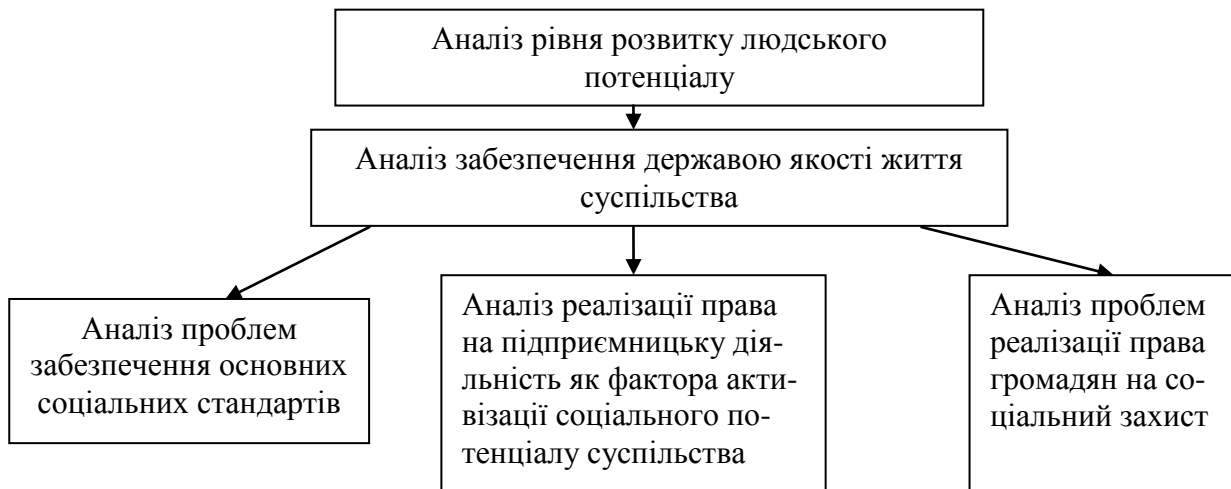 Аналіз рівня розвитку людського
потенціалу
Аналіз забезпечення державою якості життя
суспільства
Аналіз проблем
забезпечення основних
соціальних стандартів
Аналіз реалізації права
на підприємницьку дія-
льність як фактора акти-
візації соціального по-
тенціалу суспільства
Аналіз проблем
реалізації права
громадян на со-
ціальний захист